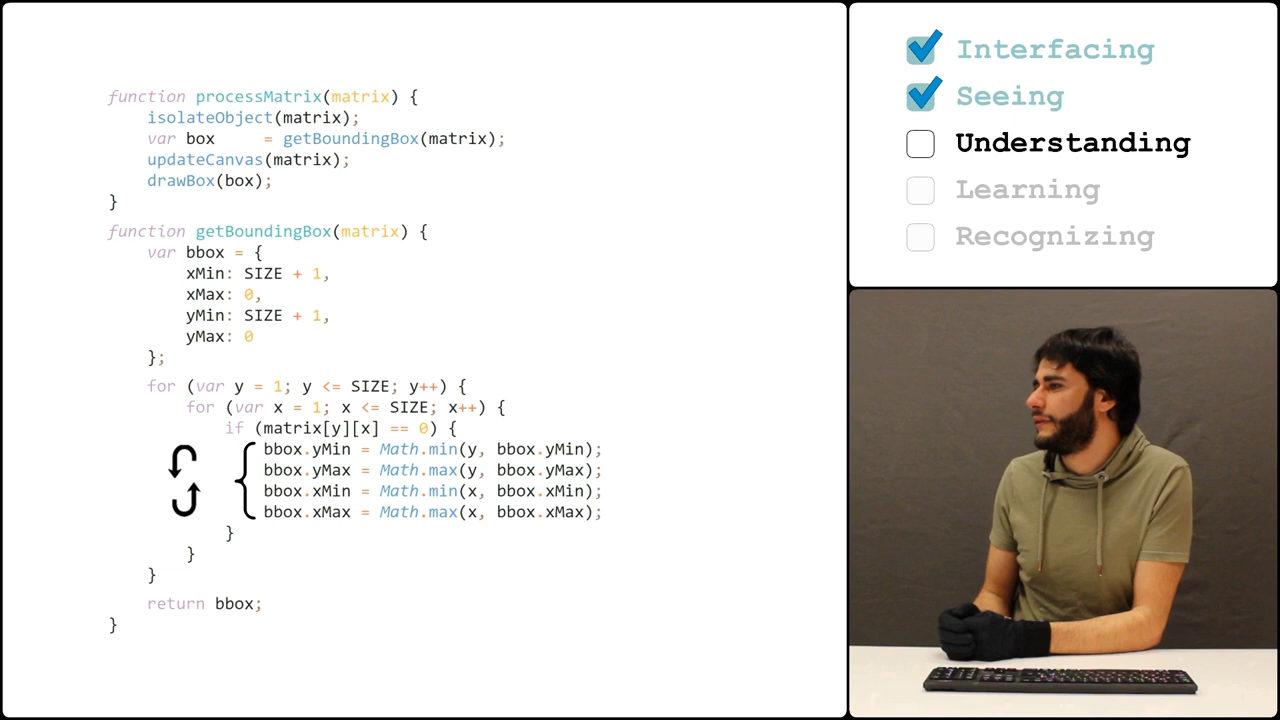 function processMatrix(matrix) {
isolateObject(matrix);
var box     = getBoundingBox(matrix);
updateCanvas(matrix);
drawBox(box);
}
function getBoundingBox(matrix) {
var bbox = {
xMin: SIZE + 1,
xMax: 0,
yMin: SIZE + 1,
yMax: 0
};
for (var y = 1; y <= SIZE; y++) {
for (var x = 1; x <= SIZE; x++) {
if (matrix[y][x] == 0) {
bbox.yMin = Math.min(y, bbox.yMin);
bbox.yMax = Math.max(y, bbox.yMax);
bbox.xMin = Math.min(x, bbox.xMin);
bbox.xMax = Math.max(x, bbox.xMax);
}
}
}
return bbox;
}
Interfacing
Seeing
Understanding
Learning
Recognizing